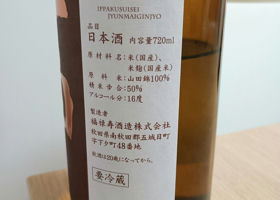 IPPAKUSUISEI
JYUNMAIGINJYO
品目
日本酒 内容量720ml
原材料名:米(国産)、
米麹(国産米)
原料米:山田錦100%
精米歩合:50%
アルコール分:16度
製造者
福禄寿酒造株式会社
秋田県南秋田郡五城目町
字下夕町48番地
飲酒は20歳になってから。
要冷蔵